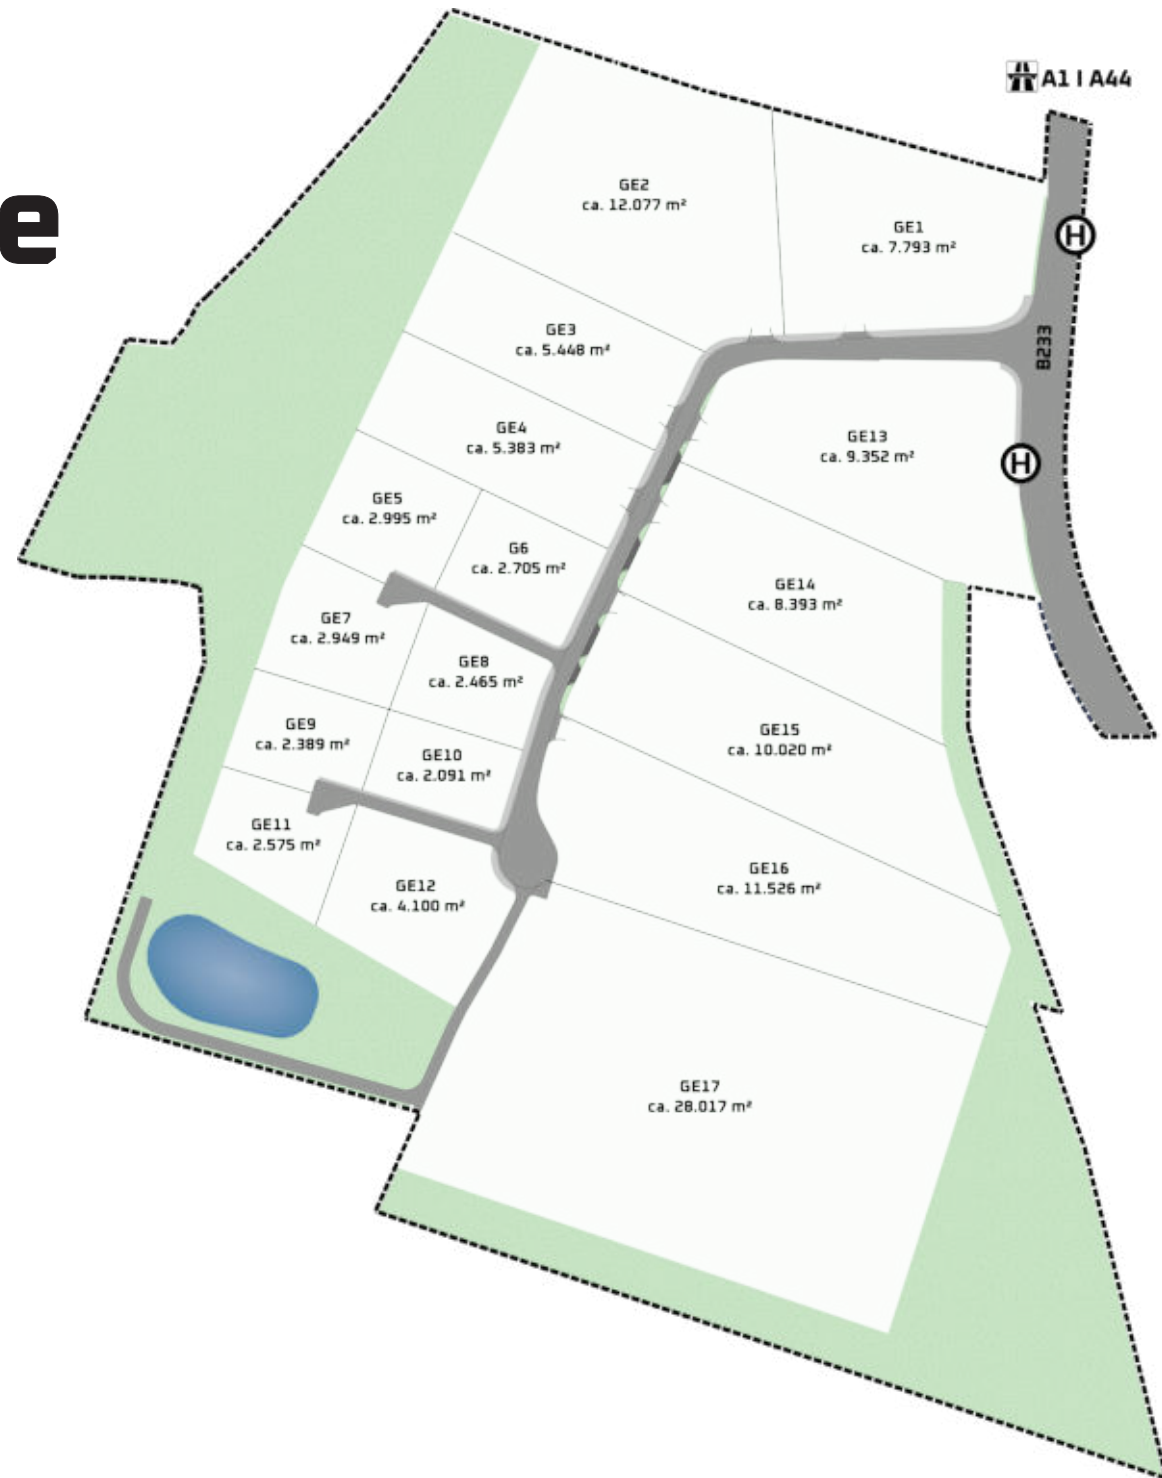 A1 I A44
e
GE2
ca. 12.077 m²
GE1
ca. 7.793 m²
H
GE3
ca. 5.448 m²
B233
GE4
ca. 5.383 m²
GE13
ca. 9.352 m²
H
GE5
ca. 2.995 m²
G6
ca. 2.705 m²
GE14
ca. 8.393 m²
GE7
ca. 2.949 m²
GE8
ca. 2.465 m²
GE9
ca. 2.389 m²
GE10
ca. 2.091 m²
GE15
ca. 10.020 m²
GE11
ca. 2.575 m²
GE12
ca. 4.100 m²
GE16
ca. 11.526 m²
GE17
ca. 28.017 m²